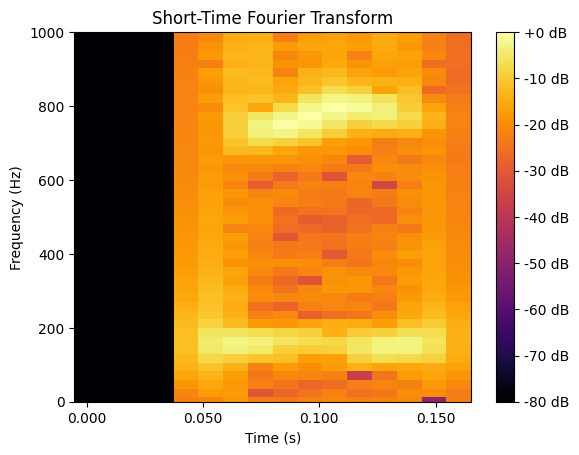 Short-Time Fourier Transform
Frequency (Hz)
1000
800
600
400
200
0
0.000
0.050
0.100
0.150
Time (s)
+0 dB
-10 dB
-20 dB
-30 dB
-40 dB
-50 dB
-60 dB
-70 dB
-80 dB